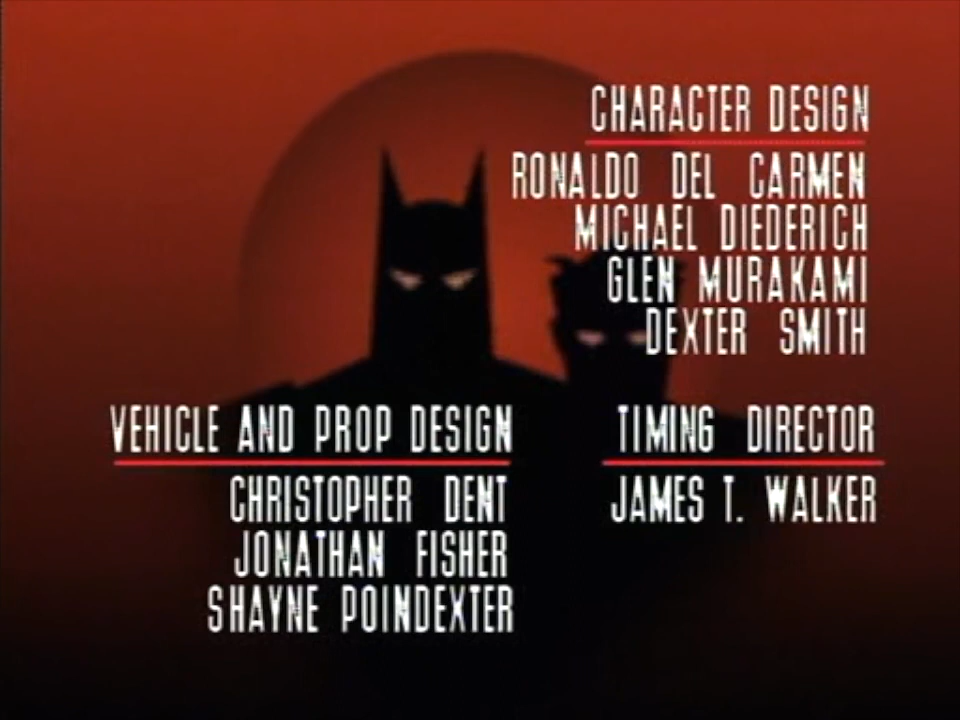 CHARACTER DESIGN
RONALDO DEL CARMEN
MICHAEL DIEDERICH
GLEN MURAKAMI
DEXTER SMITH
VEHICLE AND PROP DESIGN
CHRISTOPHER DENT
JONATHAN FISHER
SHAYNE POINDEXTER
TIMING DIRECTOR
JAMES T. WALKER